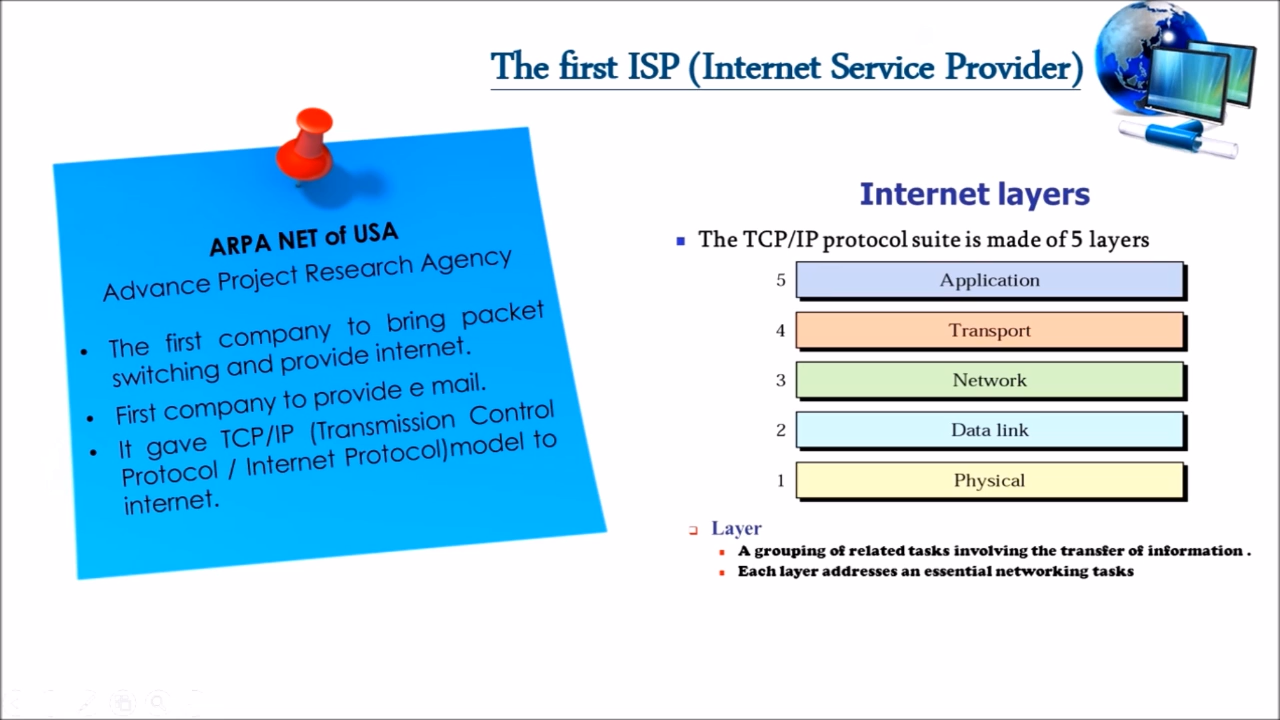 The first ISP (Internet Service Provider)
ARPA NET of USA
Advance Project Research Agency
• The first company to bring packet
switching and provide internet.
• First company to provide e mail.
• It gave TCP/IP (Transmission Control
Protocol / Internet Protocol)model to
internet.
Internet layers
The TCP/IP protocol suite is made of 5 layers
5 Application
4 Transport
3 Network
2 Data link
1 Physical
Layer
A grouping of related tasks involving the transfer of information .
Each layer addresses an essential networking tasks